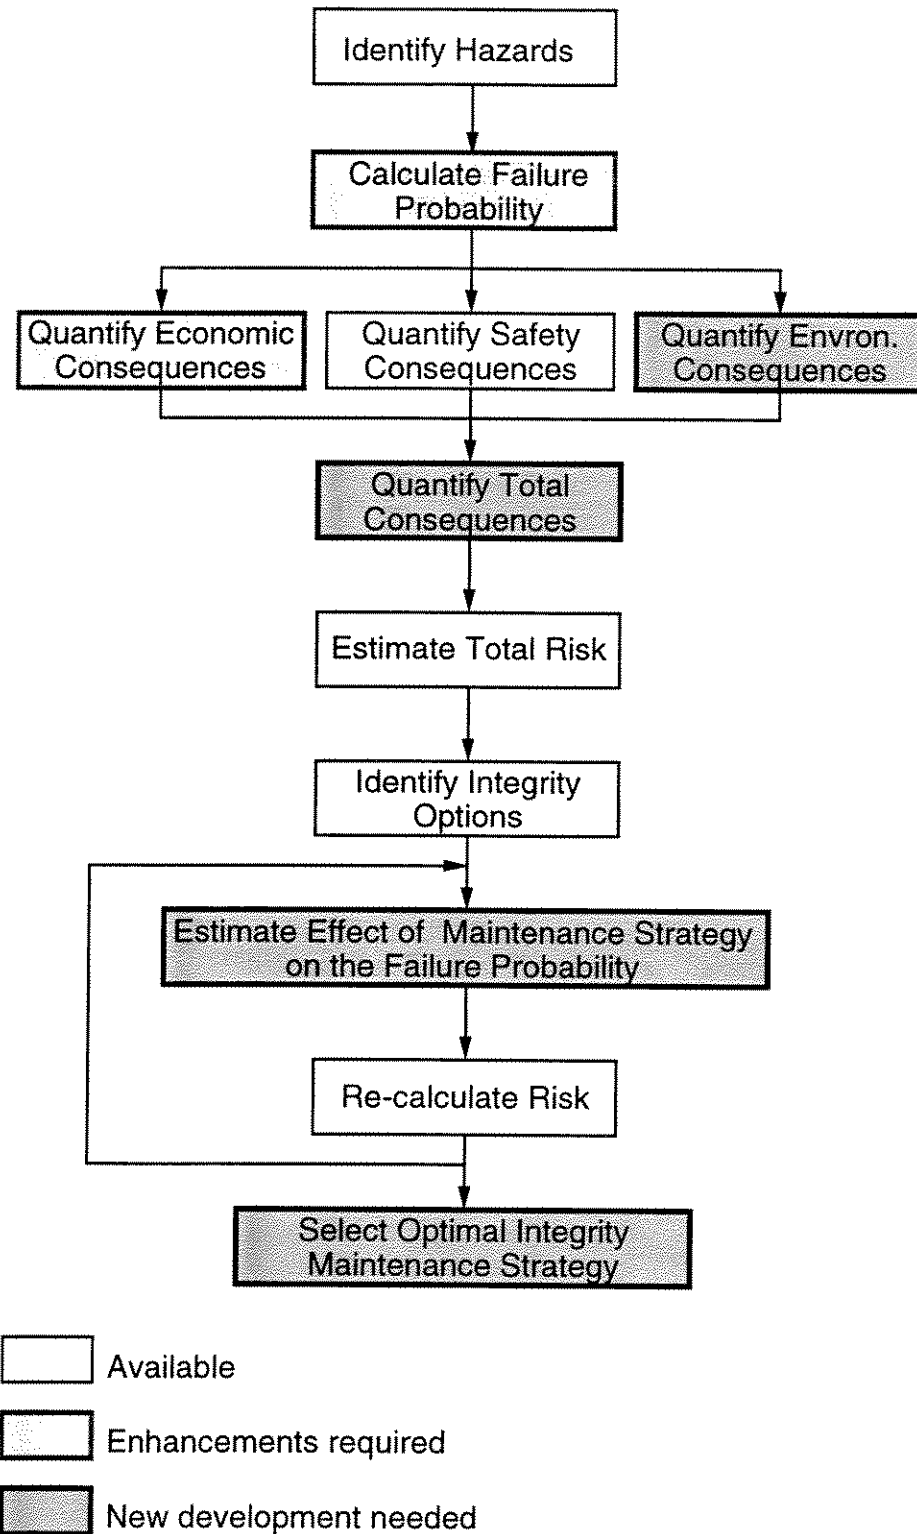 Identify Hazards
Calculate Failure
Probability
Quantify Economic
Consequences
Quantify Safety
Consequences
Quantify Envron.
Consequences
Quantify Total
Consequences
Estimate Total Risk
Identify Integrity
Options
Estimate Effect of Maintenance Strategy
on the Failure Probability
Re-calculate Risk
Select Optimal Integrity
Maintenance Strategy
Available
Enhancements required
New development needed